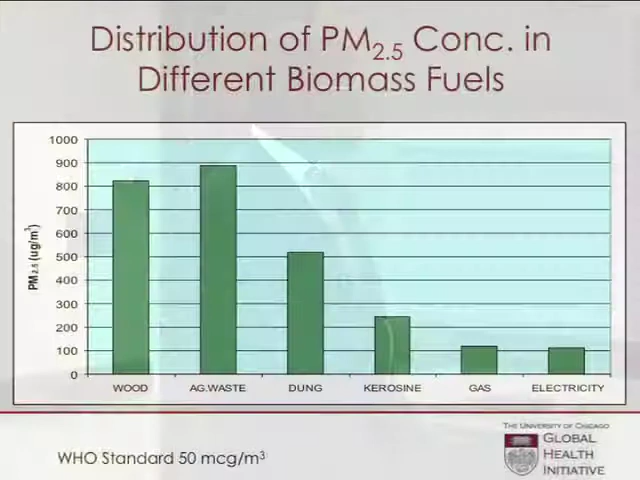 Distribution of PM2.5 Conc. in
Different Biomass Fuels
1000
900
800
700
600
500
400
300
200
100
0
PM 2.5 (ug/m3)
WOOD AG.WASTE DUNG KEROSINE GAS ELECTRICITY
WHO Standard 50 mcg/m3
THE UNIVERSITY OF CHICAGO
GLOBAL
HEALTH
INITIATIVE